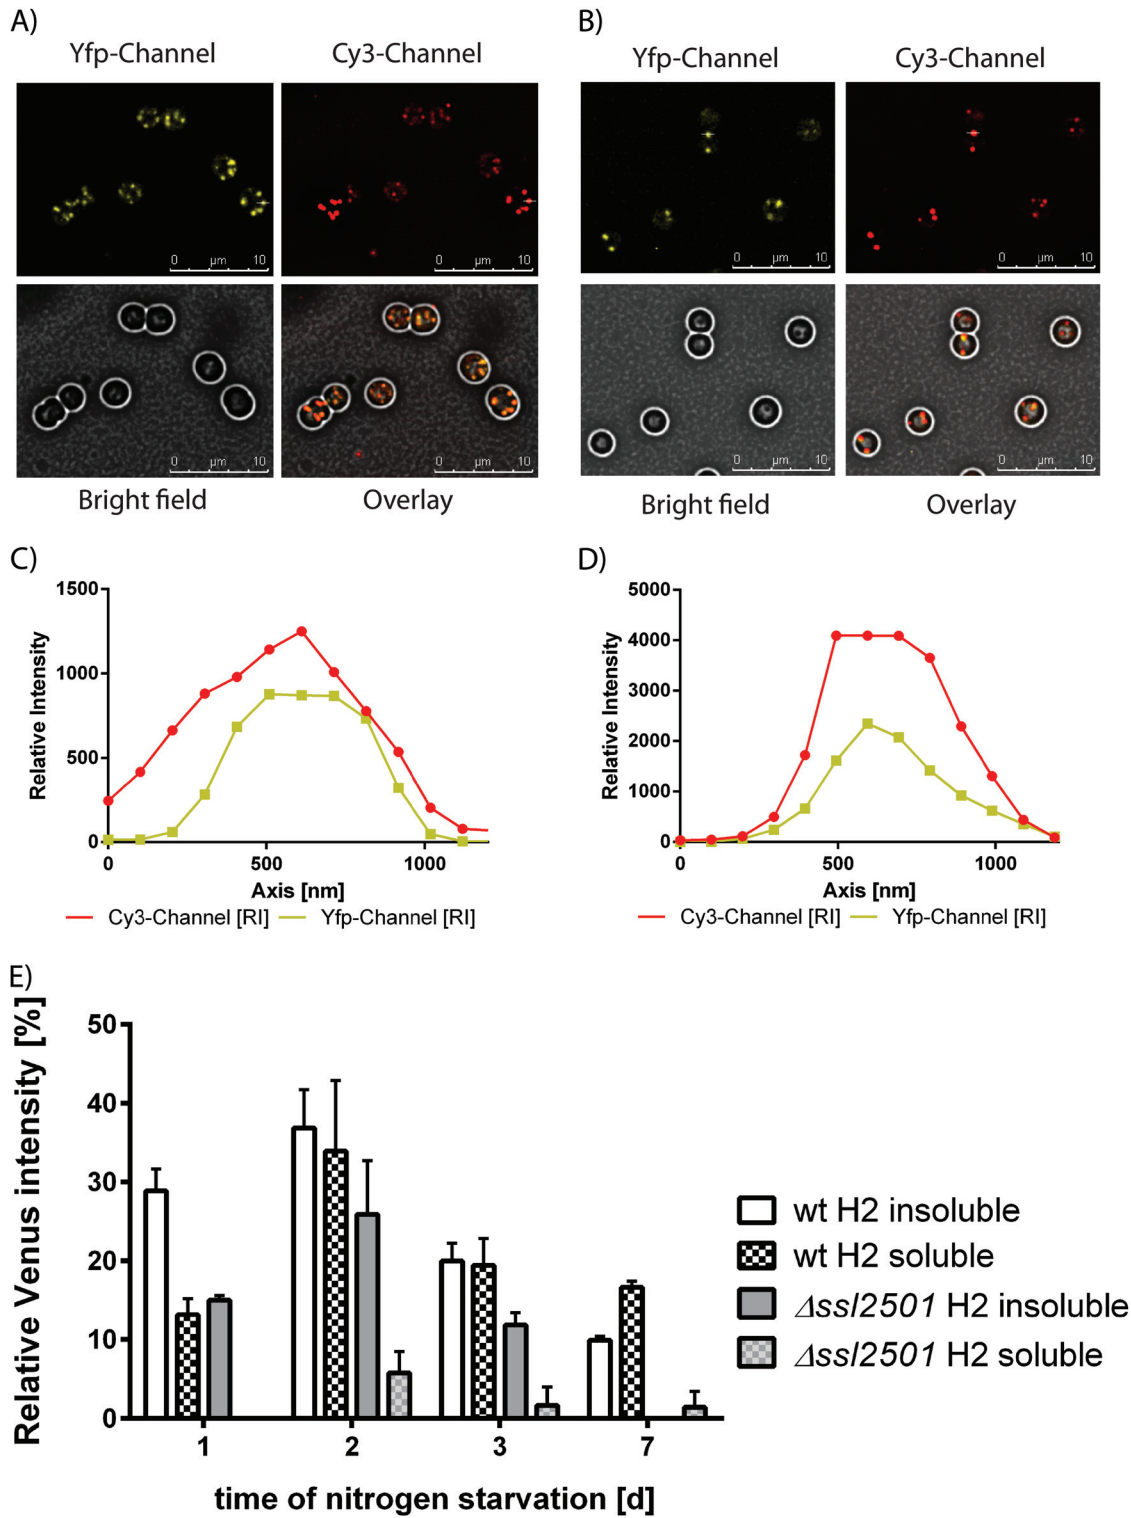 A)
B)
Yfp-Channel Cy3-Channel
Yfp-Channel Cy3-Channel
0 µm 10
0 µm 10
0 µm 10
0 µm 10
0 µm 10
0 µm 10
0 µm 10
0 µm 10
Bright field Overlay
Bright field Overlay
C)
1500
1000
500
0
Relative Intensity
0 500 1000
Axis [nm]
Cy3-Channel [RI] Yfp-Channel [RI]
D)
5000
4000
3000
2000
1000
0
Relative Intensity
0 500 1000
Axis [nm]
Cy3-Channel [RI] Yfp-Channel [RI]
E)
Relative Venus intensity [%]
50
40
30
20
10
0
1 2 3 7
time of nitrogen starvation [d]
wt H2 insoluble
wt H2 soluble
Δssl2501 H2 insoluble
Δssl2501 H2 soluble